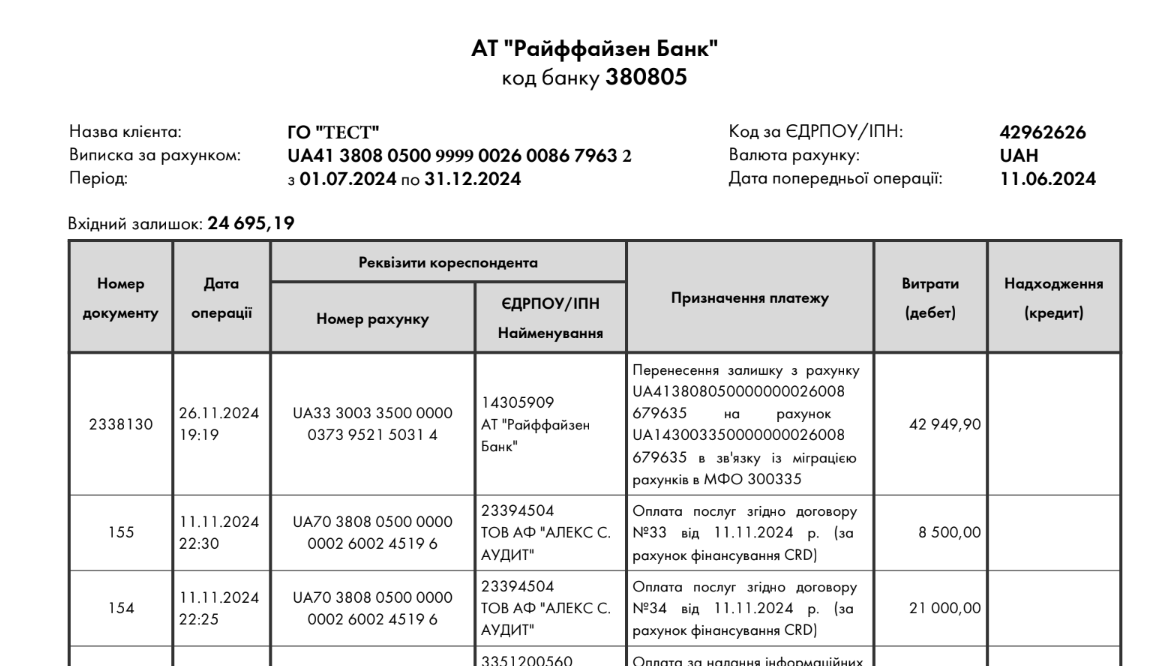 АТ "Райффайзен Банк"
код банку 380805
Назва клієнта: ГО "ТЕСТ" Код за ЄДРПОУ/ІПН: 42962626
Виписка за рахунком: UA41 3808 0500 9999 0026 0086 7963 2 Валюта рахунку: UAH
Період: з 01.07.2024 по 31.12.2024 Дата попередньої операції: 11.06.2024
Вхідний залишок: 24 695,19
Номер
документу
Дата
операції
Реквізити кореспондента
Номер рахунку
ЄДРПОУ/ІПН
Найменування
Призначення платежу
Витрати
(дебет)
Надходження
(кредит)
2338130
26.11.2024
19:19
UA33 3003 3500 0000
0373 9521 5031 4
14305909
АТ "Райффайзен
Банк"
Перенесення залишку з рахунку
UA413808050000000026008
679635 на рахунок
UA143003350000000026008
679635 в зв'язку із міграцією
рахунків в МФО 300335
42 949,90
155
11.11.2024
22:30
UA70 3808 0500 0000
0002 6002 4519 6
23394504
ТОВ АФ "АЛЕКС С.
АУДИТ"
Оплата послуг згідно договору
№33 від 11.11.2024 р. (за
рахунок фінансування CRD)
8 500,00
154
11.11.2024
22:25
UA70 3808 0500 0000
0002 6002 4519 6
23394504
ТОВ АФ "АЛЕКС С.
АУДИТ"
Оплата послуг згідно договору
№34 від 11.11.2024 р. (за
рахунок фінансування CRD)
21 000,00
3351200560
Оплата за надання інформаційних